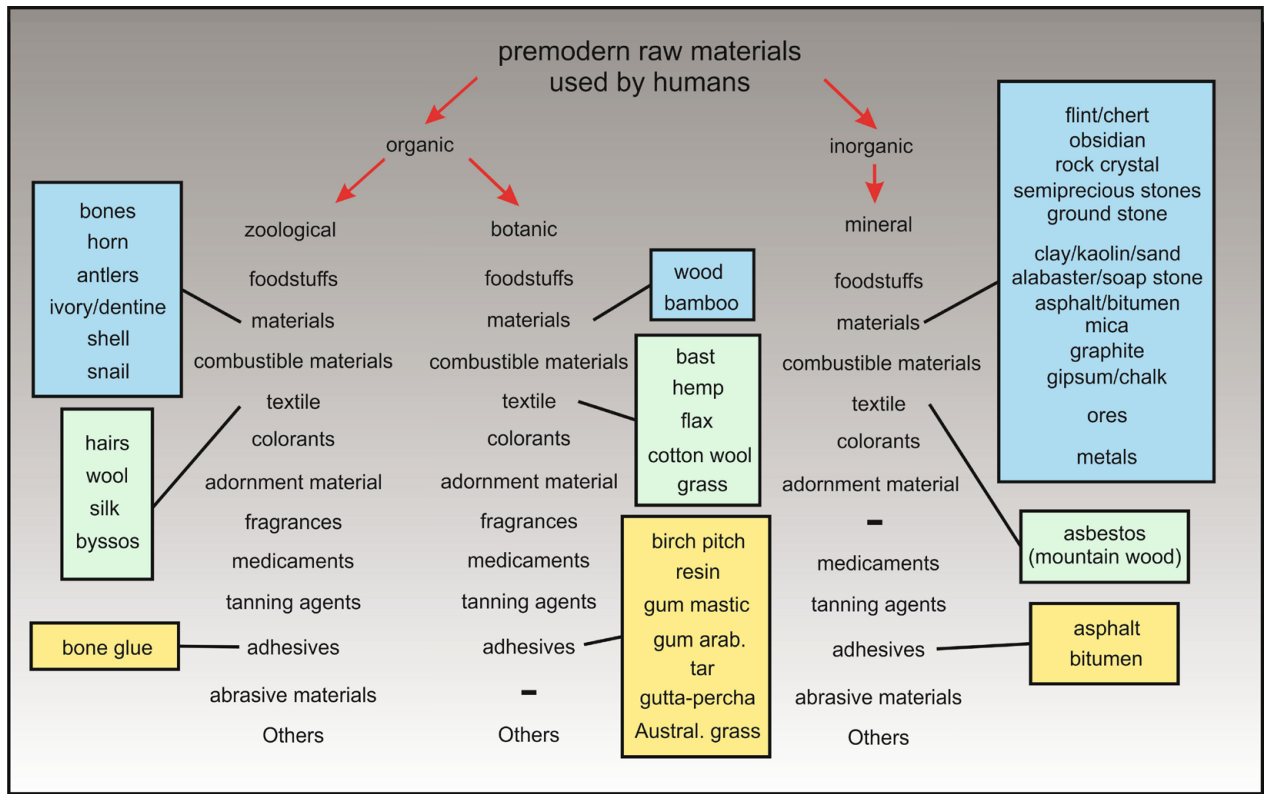 premodern raw materials
used by humans
organic
inorganic
zoological
foodstuffs
materials
combustible materials
textile
colorants
adornment material
fragrances
medicaments
tanning agents
adhesives
abrasive materials
Others
bones
horn
antlers
ivory/dentine
shell
snail
hairs
wool
silk
byssos
bone glue
botanic
foodstuffs
materials
combustible materials
textile
colorants
adornment material
fragrances
medicaments
tanning agents
adhesives
-
Others
wood
bamboo
bast
hemp
flax
cotton wool
grass
birch pitch
resin
gum mastic
gum arab.
tar
gutta-percha
Austral. grass
mineral
foodstuffs
materials
combustible materials
textile
colorants
adornment material
-
medicaments
tanning agents
adhesives
abrasive materials
Others
flint/chert
obsidian
rock crystal
semiprecious stones
ground stone
clay/kaolin/sand
alabaster/soap stone
asphalt/bitumen
mica
graphite
gipsum/chalk
ores
metals
asbestos
(mountain wood)
asphalt
bitumen